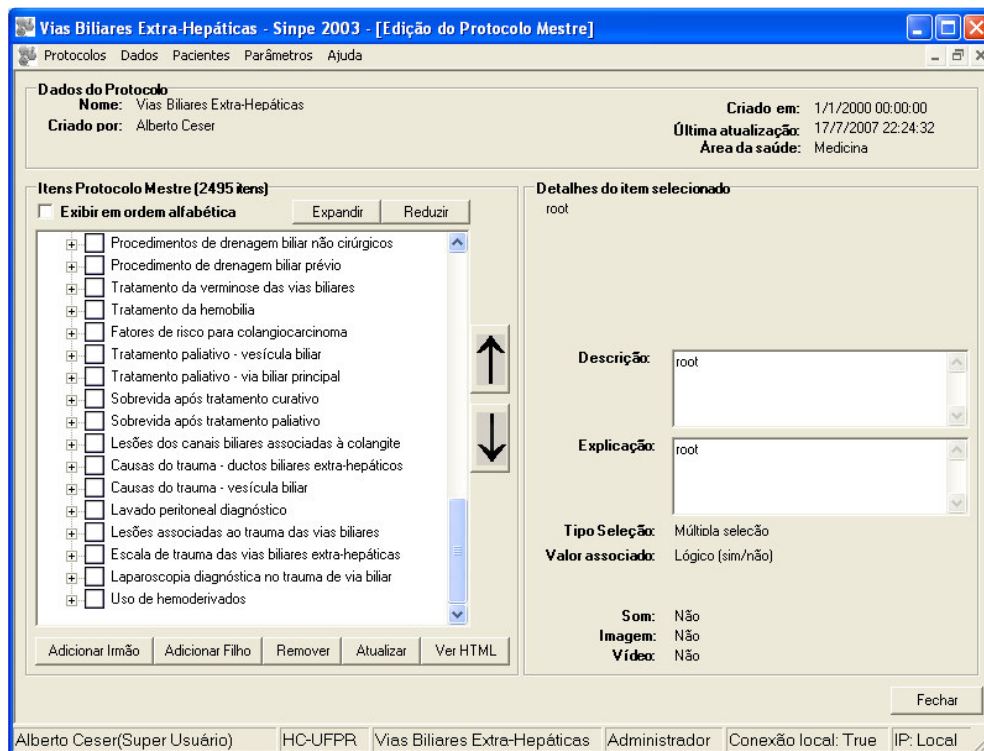 Vias Biliares Extra-Hepáticas - Sinpe 2003 - [Edição do Protocolo Mestre]
Protocolos Dados Pacientes Parâmetros Ajuda
Dados do Protocolo
Nome: Vias Biliares Extra-Hepáticas
Criado por: Alberto Ceser
Criado em: 1/1/2000 00:00:00
Última atualização: 17/7/2007 22:24:32
Área da saúde: Medicina
Itens Protocolo Mestre (2495 itens)
Exibir em ordem alfabética
Expandir Reduzir
Procedimentos de drenagem biliar não cirúrgicos
Procedimento de drenagem biliar prévio
Tratamento da verminose das vias biliares
Tratamento da hemobilia
Fatores de risco para colangiocarcinoma
Tratamento paliativo - vesícula biliar
Tratamento paliativo - via biliar principal
Sobrevida após tratamento curativo
Sobrevida após tratamento paliativo
Lesões dos canais biliares associadas à colangite
Causas do trauma - ductos biliares extra-hepáticos
Causas do trauma - vesícula biliar
Lavado peritoneal diagnóstico
Lesões associadas ao trauma das vias biliares
Escala de trauma das vias biliares extra-hepáticas
Laparoscopia diagnóstica no trauma de via biliar
Uso de hemoderivados
Adicionar Irmão Adicionar Filho Remover Atualizar Ver HTML
Detalhes do item selecionado
root
Descrição: root
Explicação: root
Tipo Seleção: Múltipla selecão
Valor associado: Lógico (sim/não)
Som: Não
Imagem: Não
Vídeo: Não
Fechar
Alberto Ceser(Super Usuário) HC-UFPR Vias Biliares Extra-Hepáticas Administrador Conexão local: True IP: Local